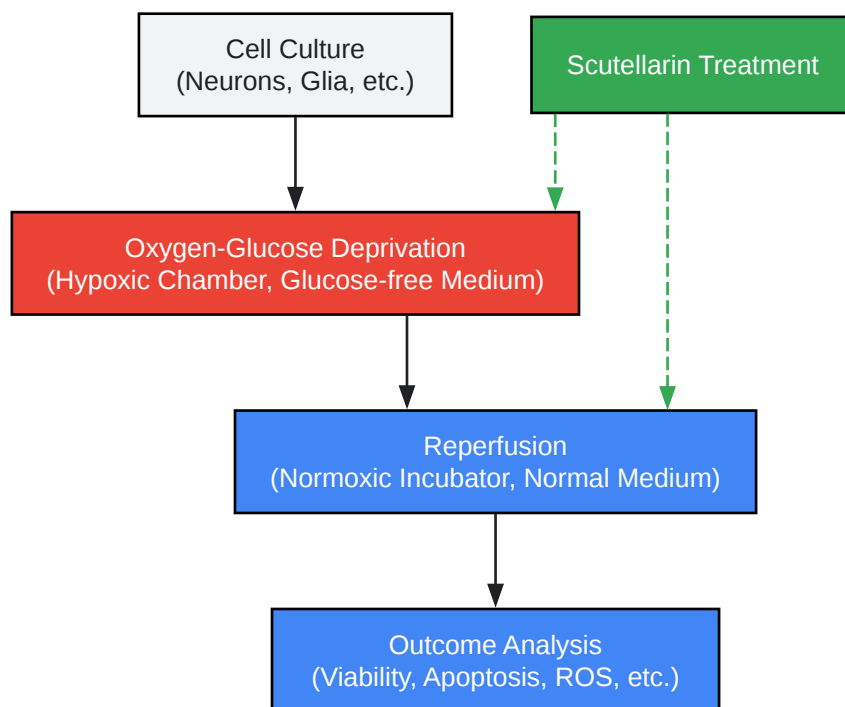 Cell Culture
(Neurons, Glia, etc.)
Scutellarin Treatment
Oxygen-Glucose Deprivation
(Hypoxic Chamber, Glucose-free Medium)
Reperfusion
(Normoxic Incubator, Normal Medium)
Outcome Analysis
(Viability, Apoptosis, ROS, etc.)